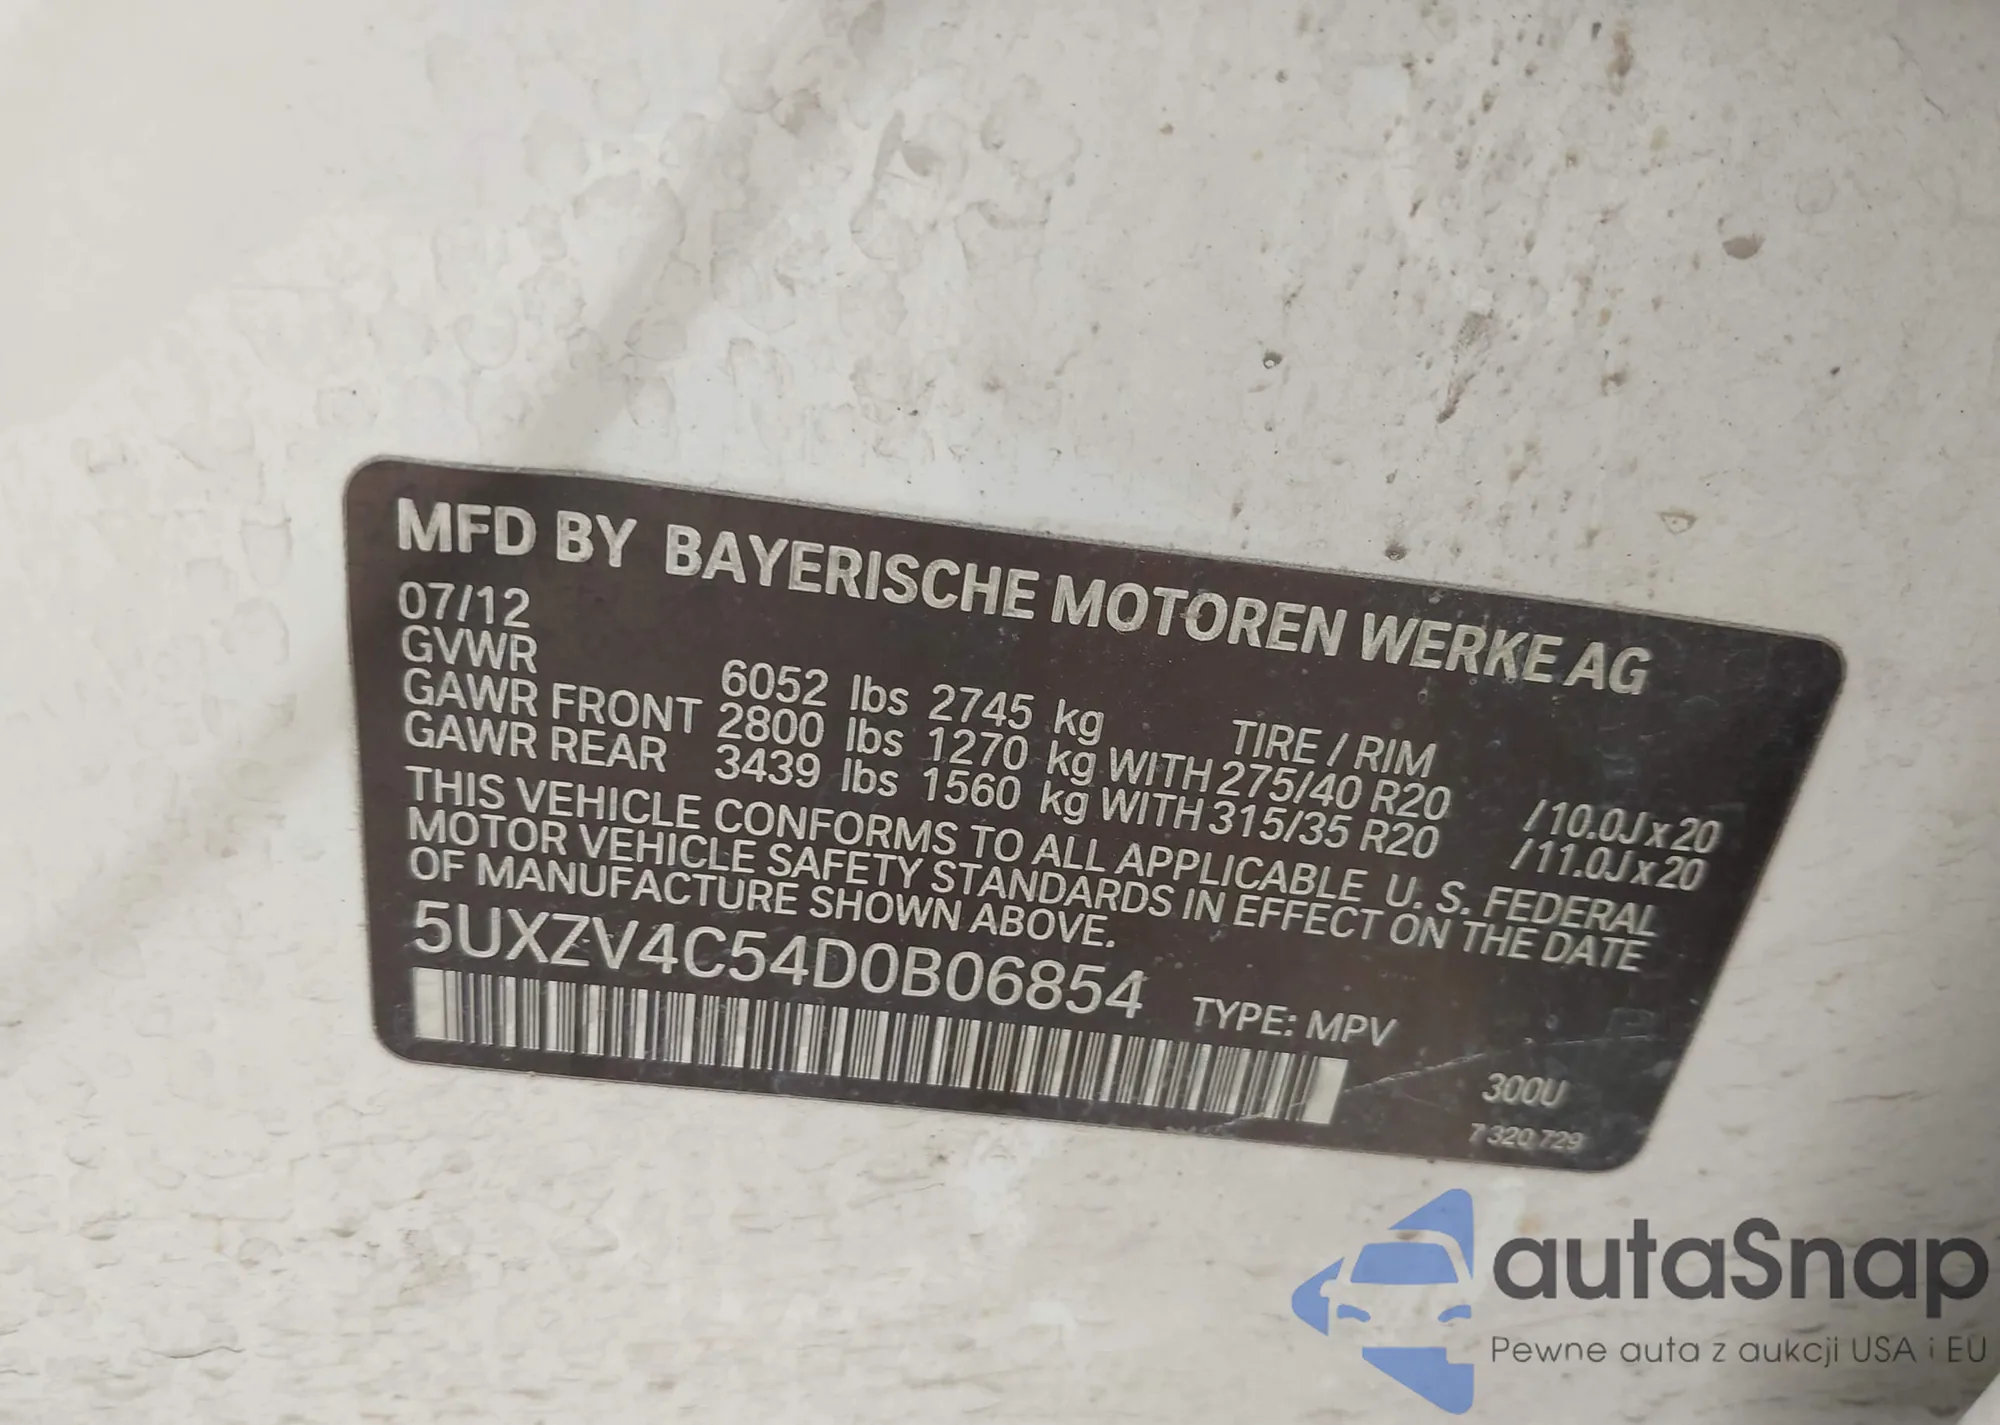 MFD BY BAYERISCHE MOTOREN WERKE AG
07/12
GVWR 6052 lbs 2745 kg TIRE / RIM
GAWR FRONT 2800 lbs 1270 kg WITH 275/40 R20 / 10.0J x 20
GAWR REAR 3439 lbs 1560 kg WITH 315/35 R20 / 11.0J x 20
THIS VEHICLE CONFORMS TO ALL APPLICABLE U. S. FEDERAL
MOTOR VEHICLE SAFETY STANDARDS IN EFFECT ON THE DATE
OF MANUFACTURE SHOWN ABOVE.
5UXZV4C54D0B06854 TYPE: MPV
300U
7 320 729
autaSnap
Pewne auta z aukcji USA i EU